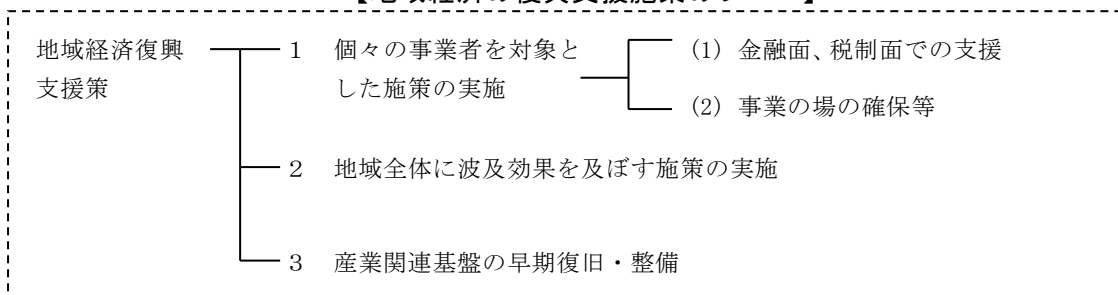 地域経済復興
支援策
1 個々の事業者を対象と
した施策の実施
(1) 金融面、税制面での支援
(2) 事業の場の確保等
2 地域全体に波及効果を及ぼす施策の実施
3 産業関連基盤の早期復旧・整備